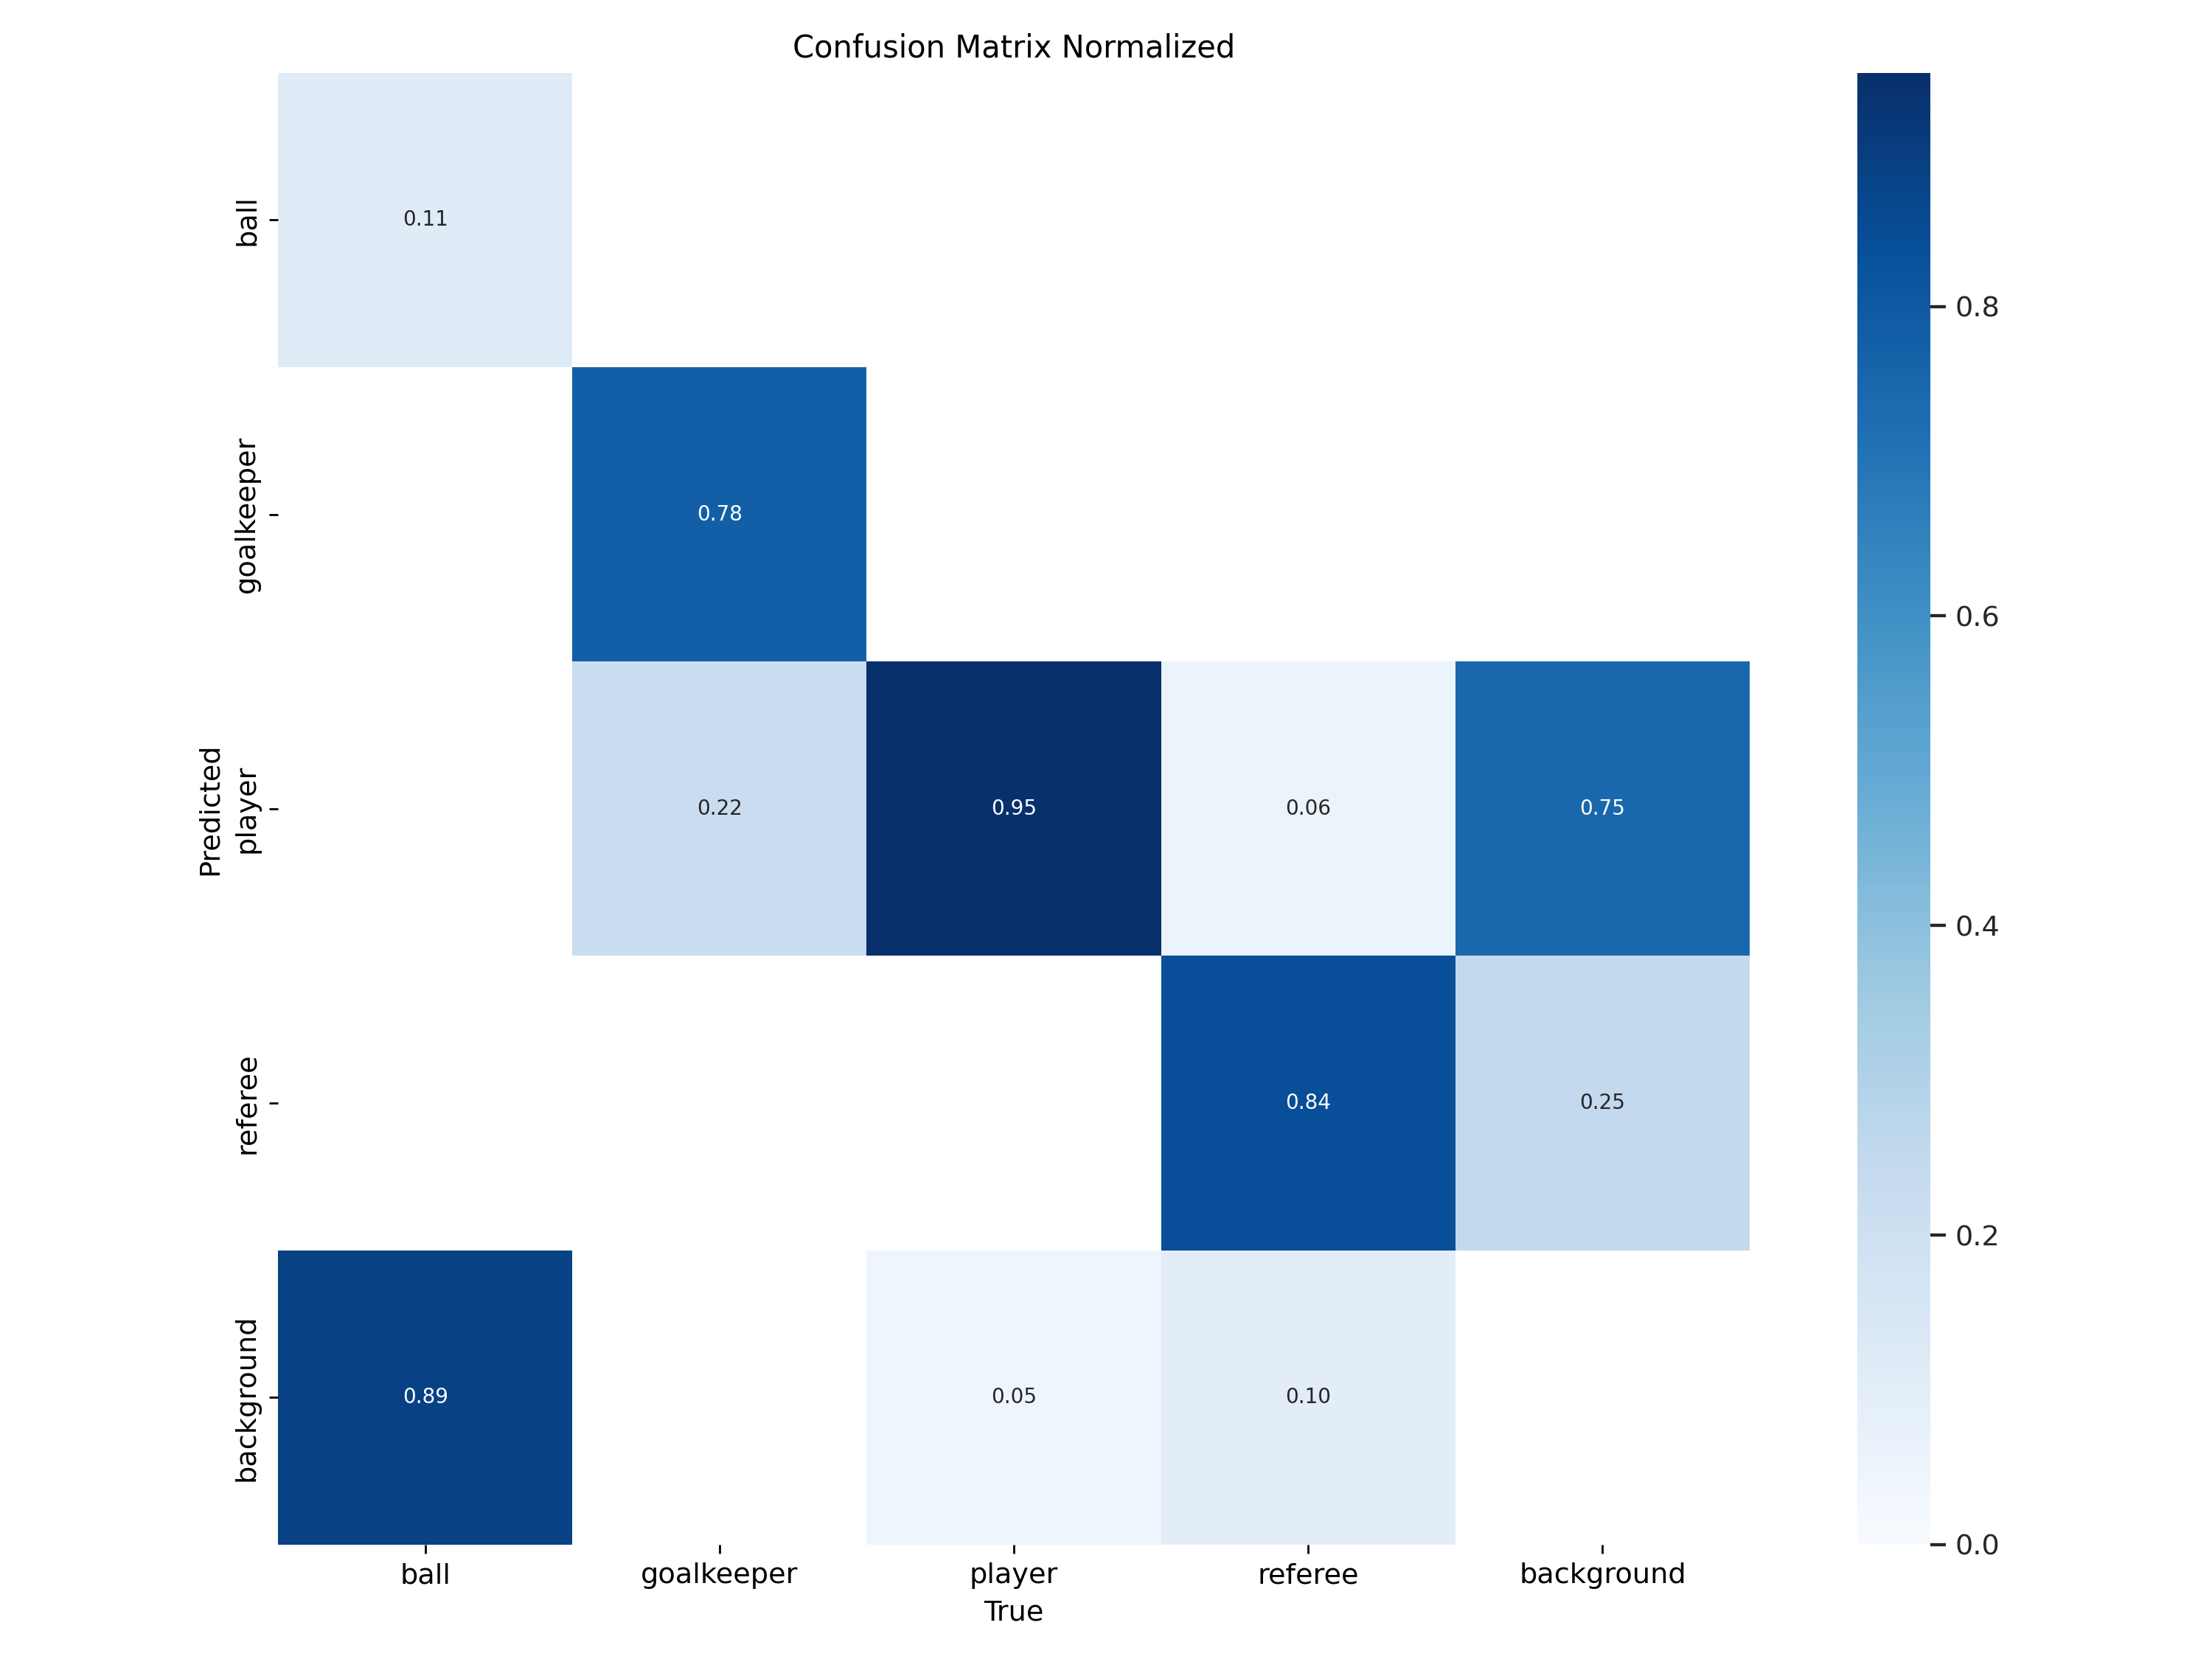 Confusion Matrix Normalized
ball
0.11
0.8
goalkeeper
0.78
0.6
Predicted
player
0.22 0.95 0.06 0.75
0.4
referee
0.84 0.25
0.2
background
0.89 0.05 0.10
0.0
ball goalkeeper player referee background
True